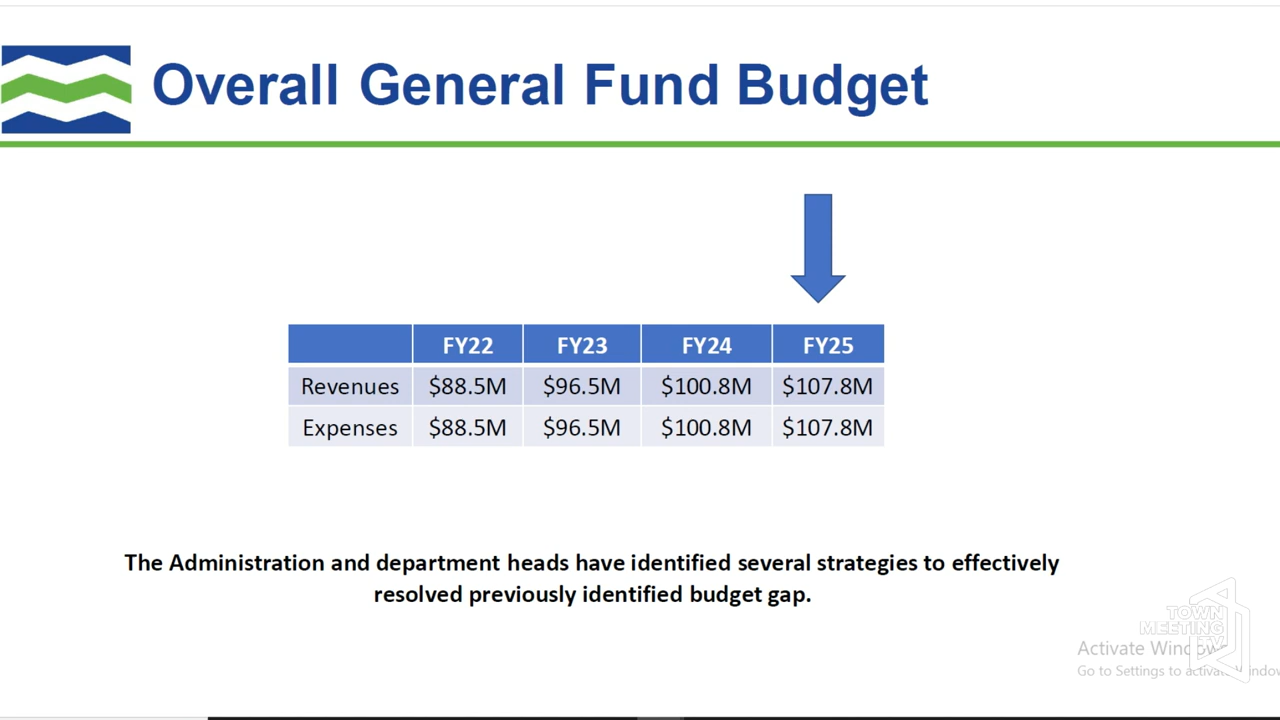 Overall General Fund Budget
FY22 FY23 FY24 FY25
Revenues $88.5M $96.5M $100.8M $107.8M
Expenses $88.5M $96.5M $100.8M $107.8M
The Administration and department heads have identified several strategies to effectively
resolved previously identified budget gap.
TOWN
MEETING
TV
Activate Windows
Go to Settings to activate Windo